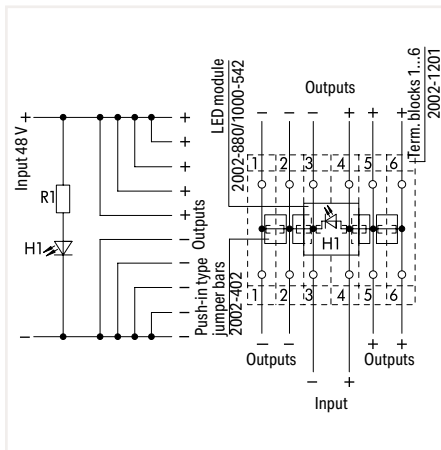 Input 48 V
+
+
+
+
+
+
R1
H1
Outputs
−
−
−
−
−
−
Push-in type
jumper bars
2002-402
LED module
2002-880/1000-542
Term. blocks 1...6
2002-1201
Outputs
− − − + + +
1 2 3 4 5 6
H1
1 2 3 4 5 6
− − + +
Outputs Outputs
− +
Input